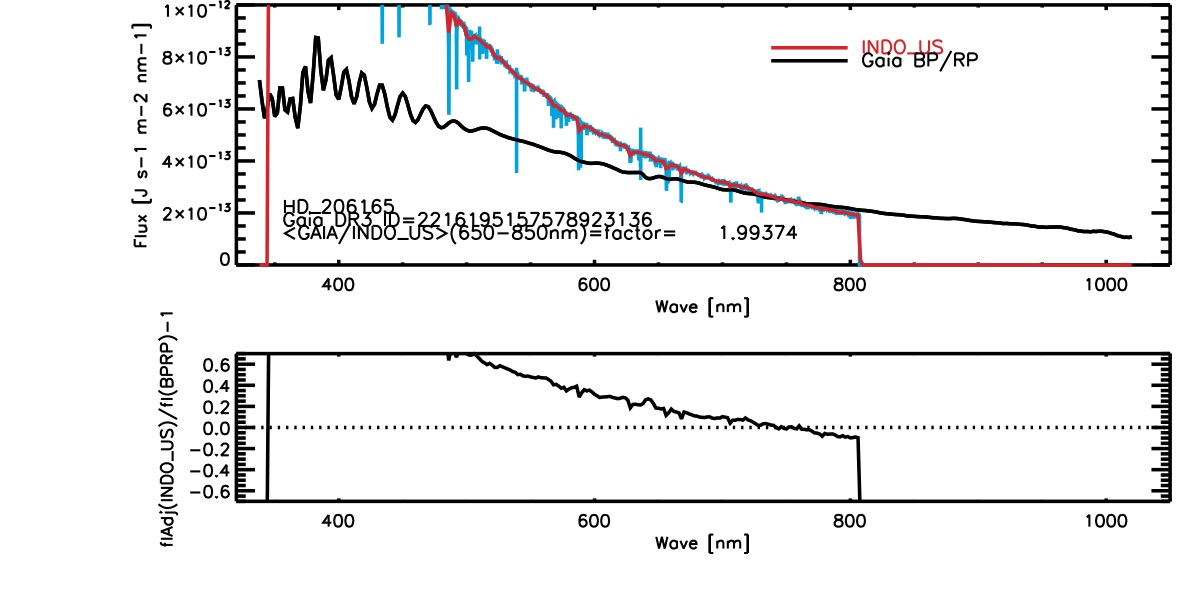 1×10⁻¹²
8×10⁻¹³
6×10⁻¹³
4×10⁻¹³
2×10⁻¹³
0
Flux [J s-1 m-2 nm-1]
INDO_US
Gaia BP/RP
HD_206165
Gaia DR3 ID=2216195157578923136
<GAIA/INDO_US>(650-850nm)=factor= 1.99374
400 600 800 1000
Wave [nm]
flAdj(INDO_US)/fl(BPRP)-1
0.6
0.4
0.2
0.0
-0.2
-0.4
-0.6
400 600 800 1000
Wave [nm]